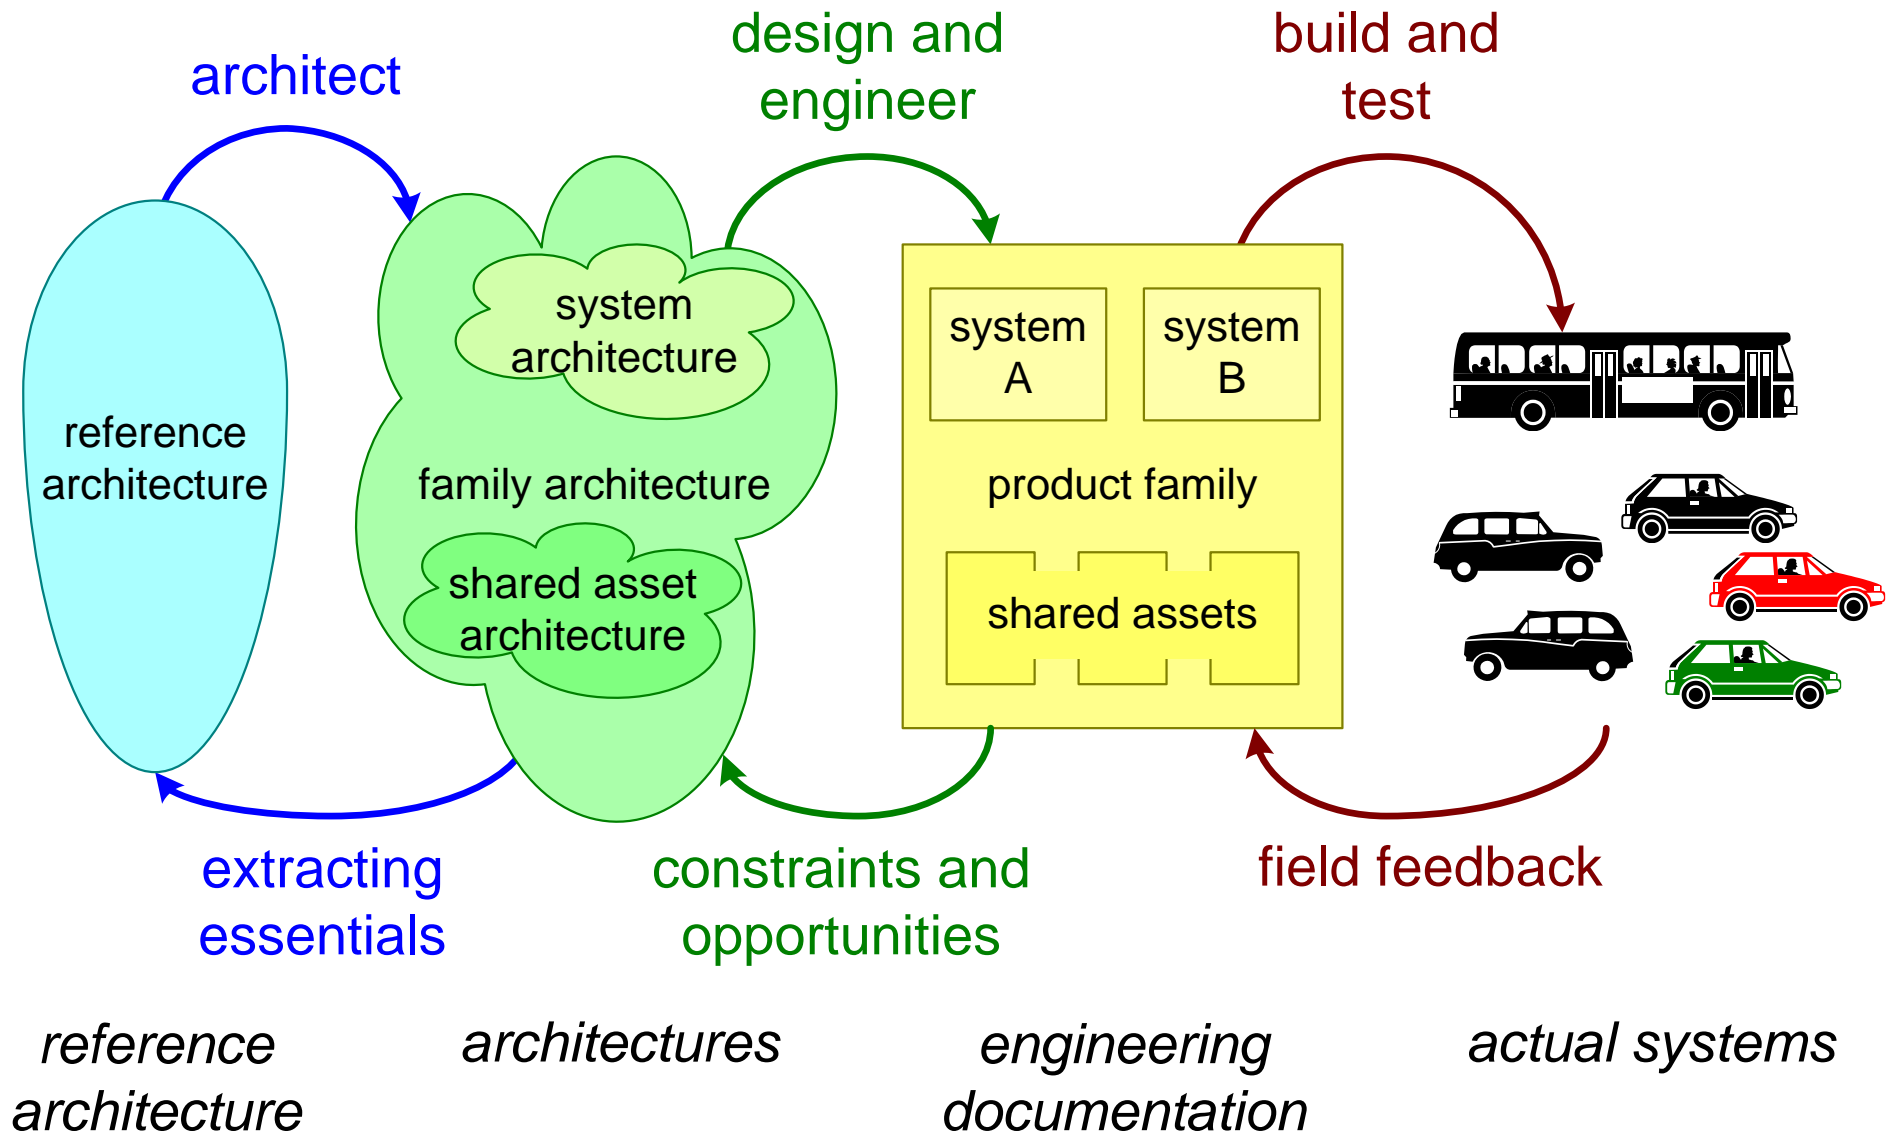 architect
design and
engineer
build and
test
reference
architecture
system
architecture
family architecture
shared asset
architecture
system
A
system
B
product family
shared assets
extracting
essentials
constraints and
opportunities
field feedback
reference
architecture
architectures
engineering
documentation
actual systems